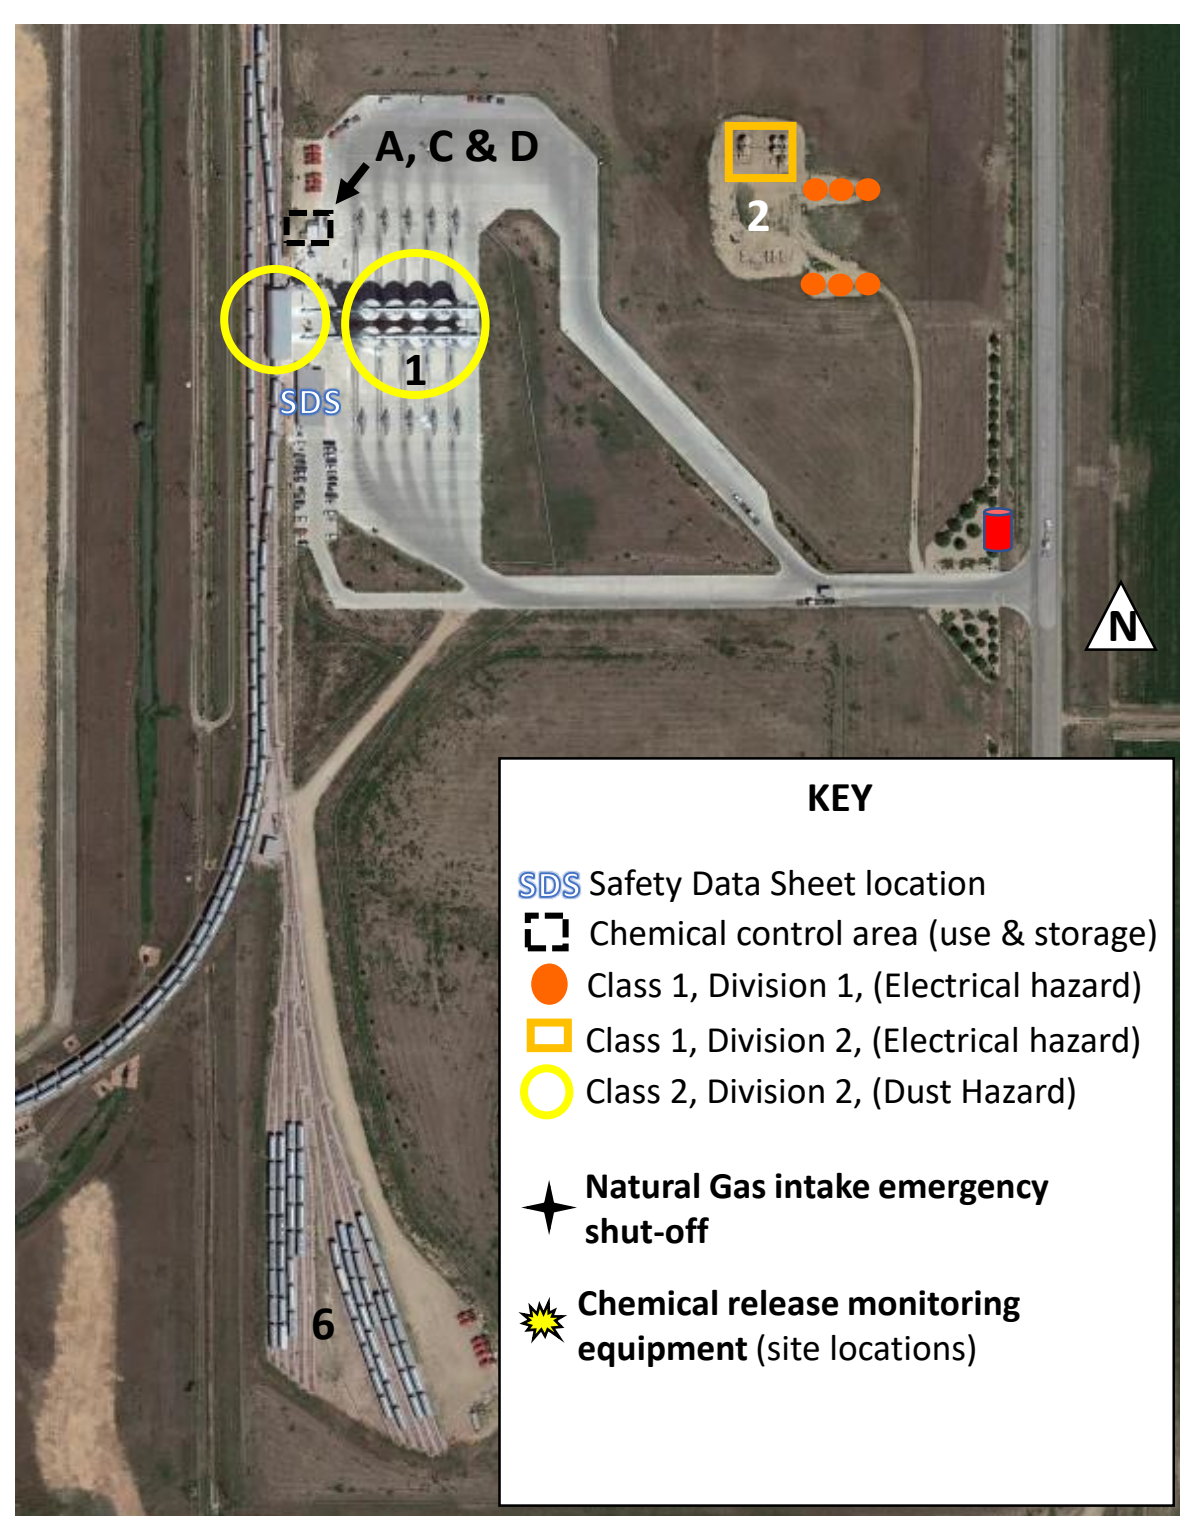 A, C & D
2
1
SDS
N
KEY
SDS Safety Data Sheet location
Chemical control area (use & storage)
Class 1, Division 1, (Electrical hazard)
Class 1, Division 2, (Electrical hazard)
Class 2, Division 2, (Dust Hazard)
Natural Gas intake emergency
shut-off
Chemical release monitoring
equipment (site locations)
6